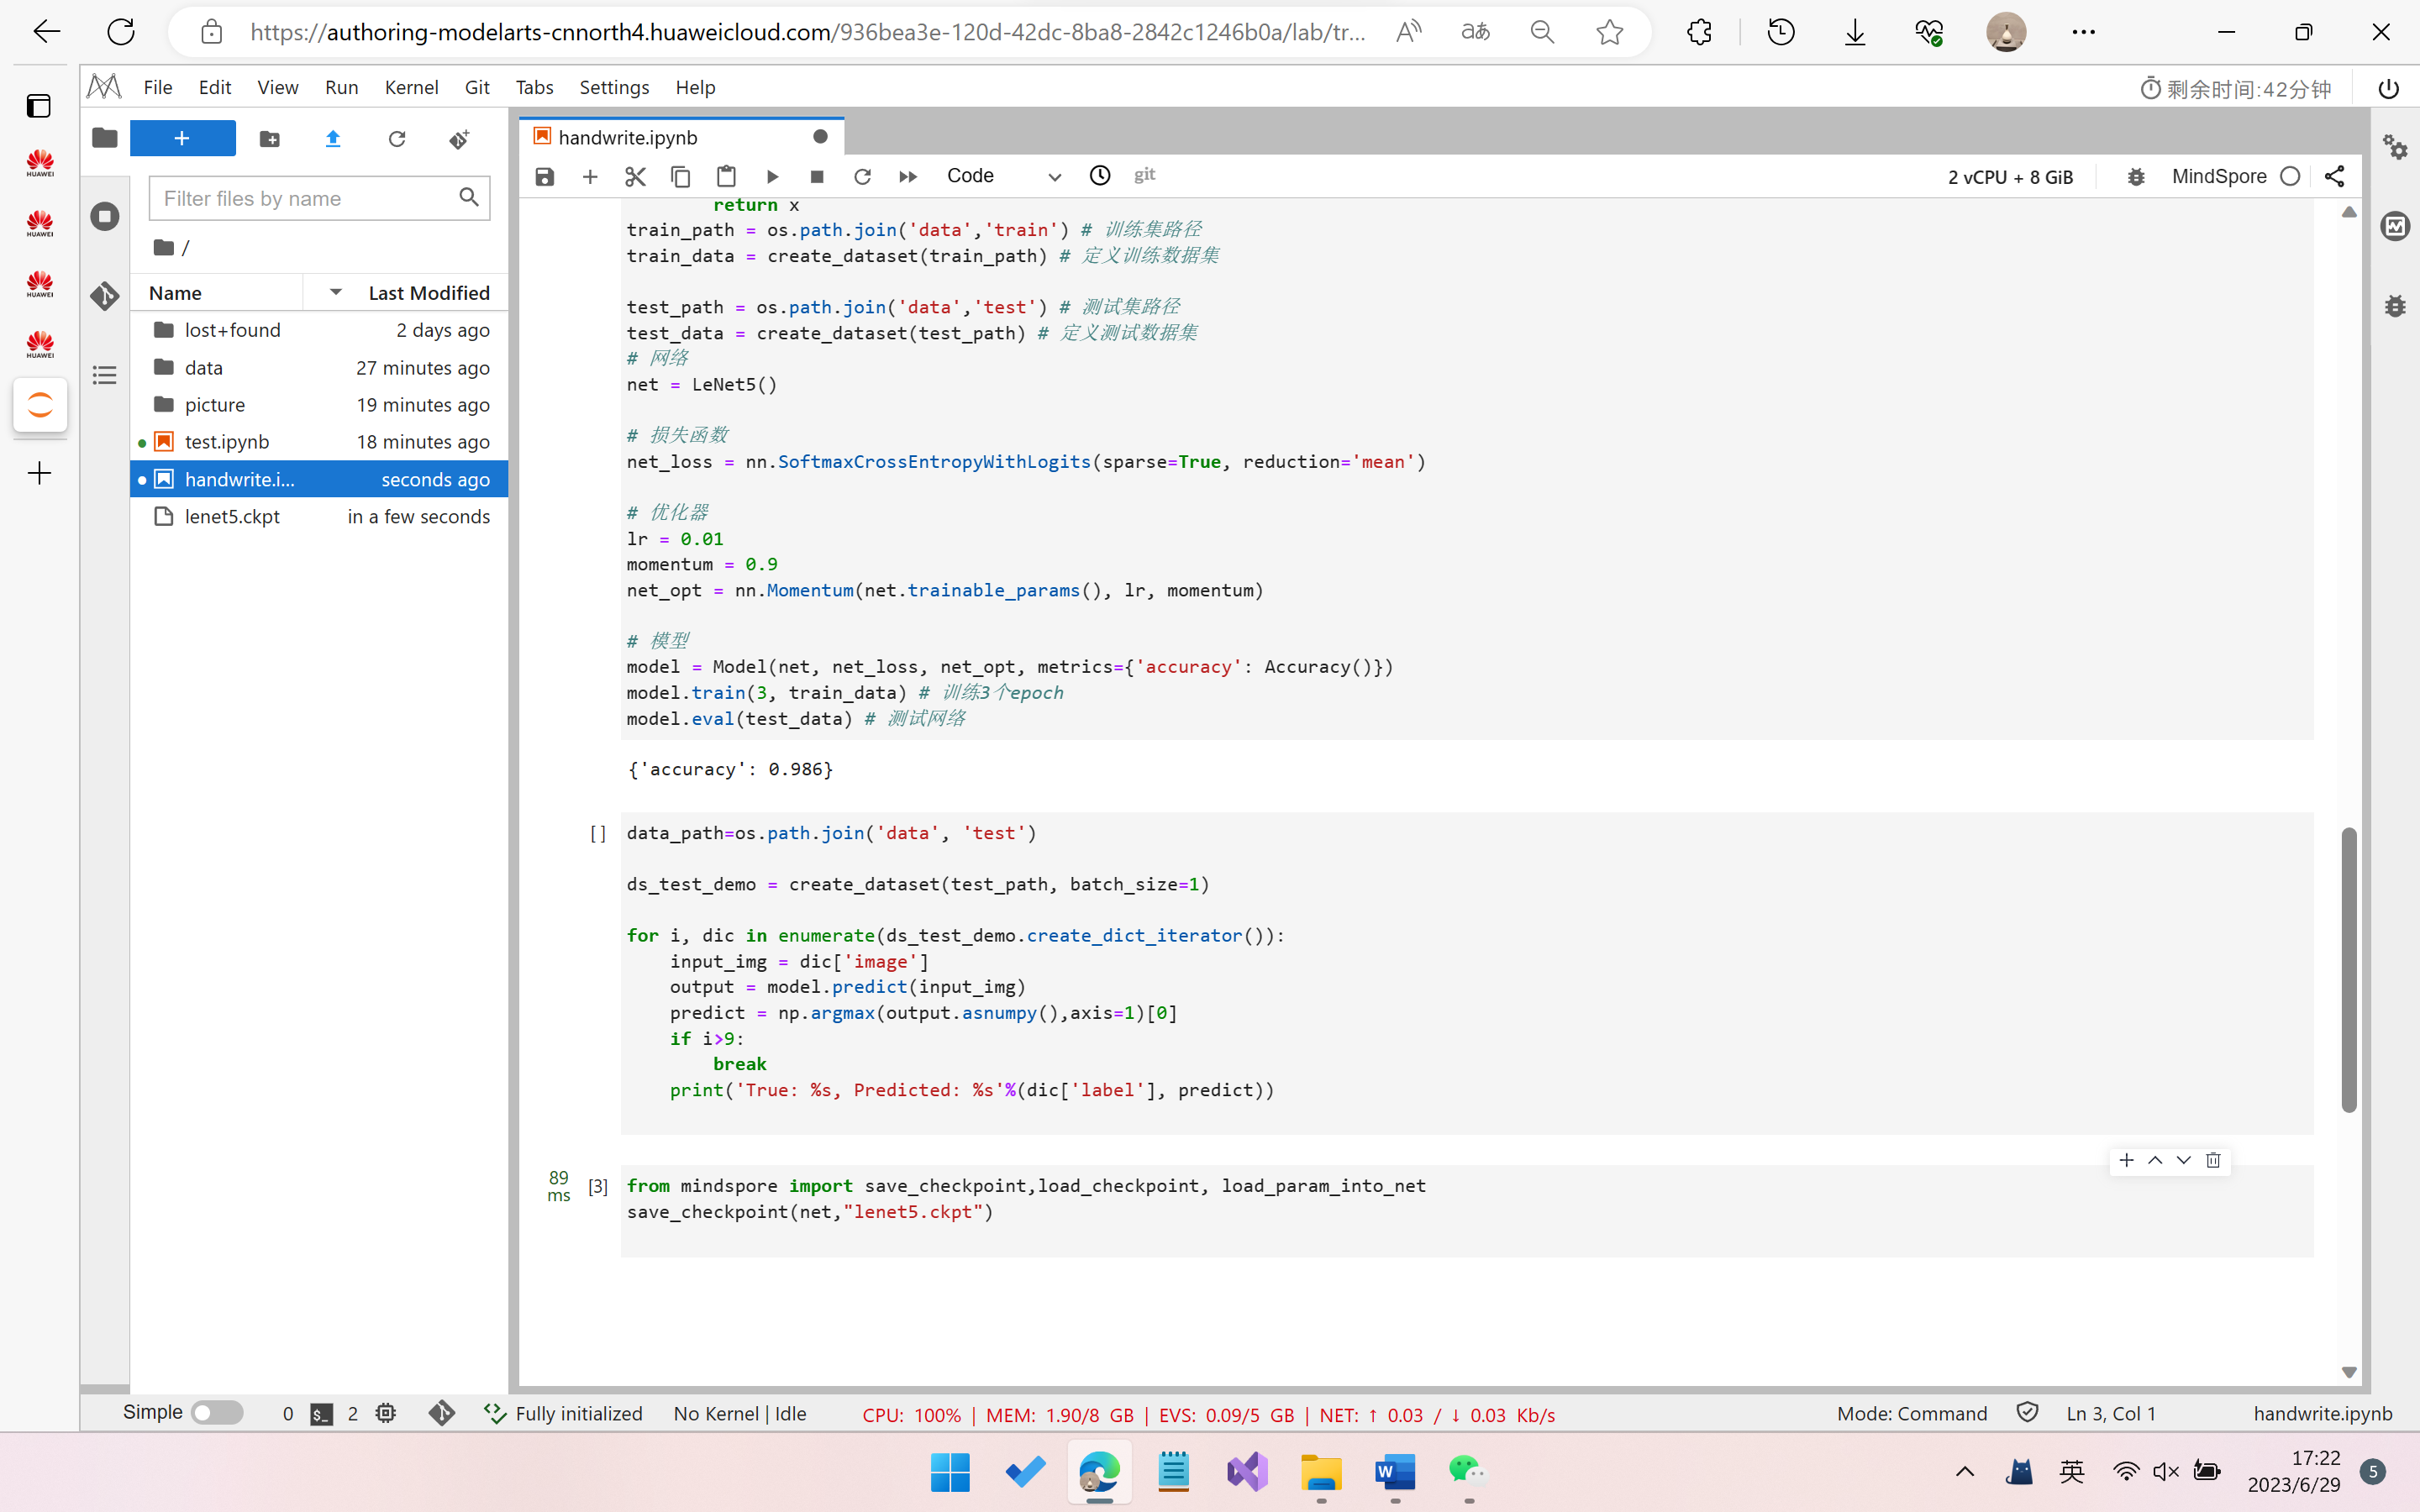 https://authoring-modelarts-cnnorth4.huaweicloud.com/936bea3e-120d-42dc-8ba8-2842c1246b0a/lab/tr...
File Edit View Run Kernel Git Tabs Settings Help
剩余时间:42分钟
handwrite.ipynb
Code
git
2 vCPU + 8 GiB
MindSpore
Filter files by name
/
Name Last Modified
lost+found 2 days ago
data 27 minutes ago
picture 19 minutes ago
test.ipynb 18 minutes ago
handwrite.i... seconds ago
lenet5.ckpt in a few seconds
HUAWEI
HUAWEI
HUAWEI
HUAWEI
return x
train_path = os.path.join('data','train') # 训练集路径
train_data = create_dataset(train_path) # 定义训练数据集
test_path = os.path.join('data','test') # 测试集路径
test_data = create_dataset(test_path) # 定义测试数据集
# 网络
net = LeNet5()
# 损失函数
net_loss = nn.SoftmaxCrossEntropyWithLogits(sparse=True, reduction='mean')
# 优化器
lr = 0.01
momentum = 0.9
net_opt = nn.Momentum(net.trainable_params(), lr, momentum)
# 模型
model = Model(net, net_loss, net_opt, metrics={'accuracy': Accuracy()})
model.train(3, train_data) # 训练3个epoch
model.eval(test_data) # 测试网络
{'accuracy': 0.986}
[ ] data_path=os.path.join('data', 'test')
ds_test_demo = create_dataset(test_path, batch_size=1)
for i, dic in enumerate(ds_test_demo.create_dict_iterator()):
input_img = dic['image']
output = model.predict(input_img)
predict = np.argmax(output.asnumpy(),axis=1)[0]
if i>9:
break
print('True: %s, Predicted: %s'%(dic['label'], predict))
89 ms
[3] from mindspore import save_checkpoint,load_checkpoint, load_param_into_net
save_checkpoint(net,"lenet5.ckpt")
Simple 0 $_ 2 Fully initialized No Kernel | Idle CPU: 100% | MEM: 1.90/8 GB | EVS: 0.09/5 GB | NET: ↑ 0.03 / ↓ 0.03 Kb/s Mode: Command Ln 3, Col 1 handwrite.ipynb
W
英
17:22
2023/6/29
5